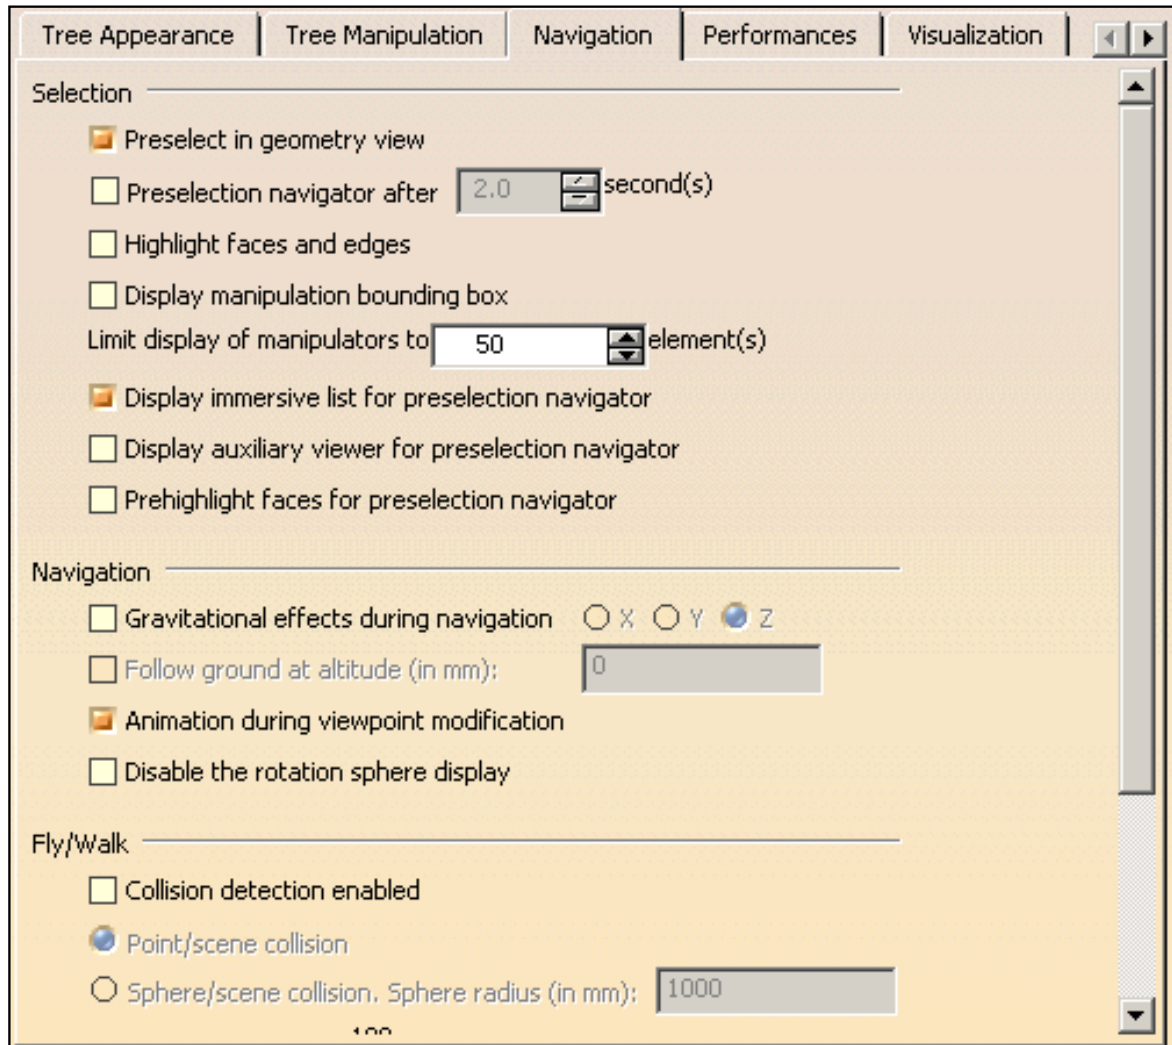 Tree Appearance Tree Manipulation Navigation Performances Visualization
Selection
Preselect in geometry view
Preselection navigator after 2.0 second(s)
Highlight faces and edges
Display manipulation bounding box
Limit display of manipulators to 50 element(s)
Display immersive list for preselection navigator
Display auxiliary viewer for preselection navigator
Prehighlight faces for preselection navigator
Navigation
Gravitational effects during navigation X Y Z
Follow ground at altitude (in mm): 0
Animation during viewpoint modification
Disable the rotation sphere display
Fly/Walk
Collision detection enabled
Point/scene collision
Sphere/scene collision. Sphere radius (in mm): 1000